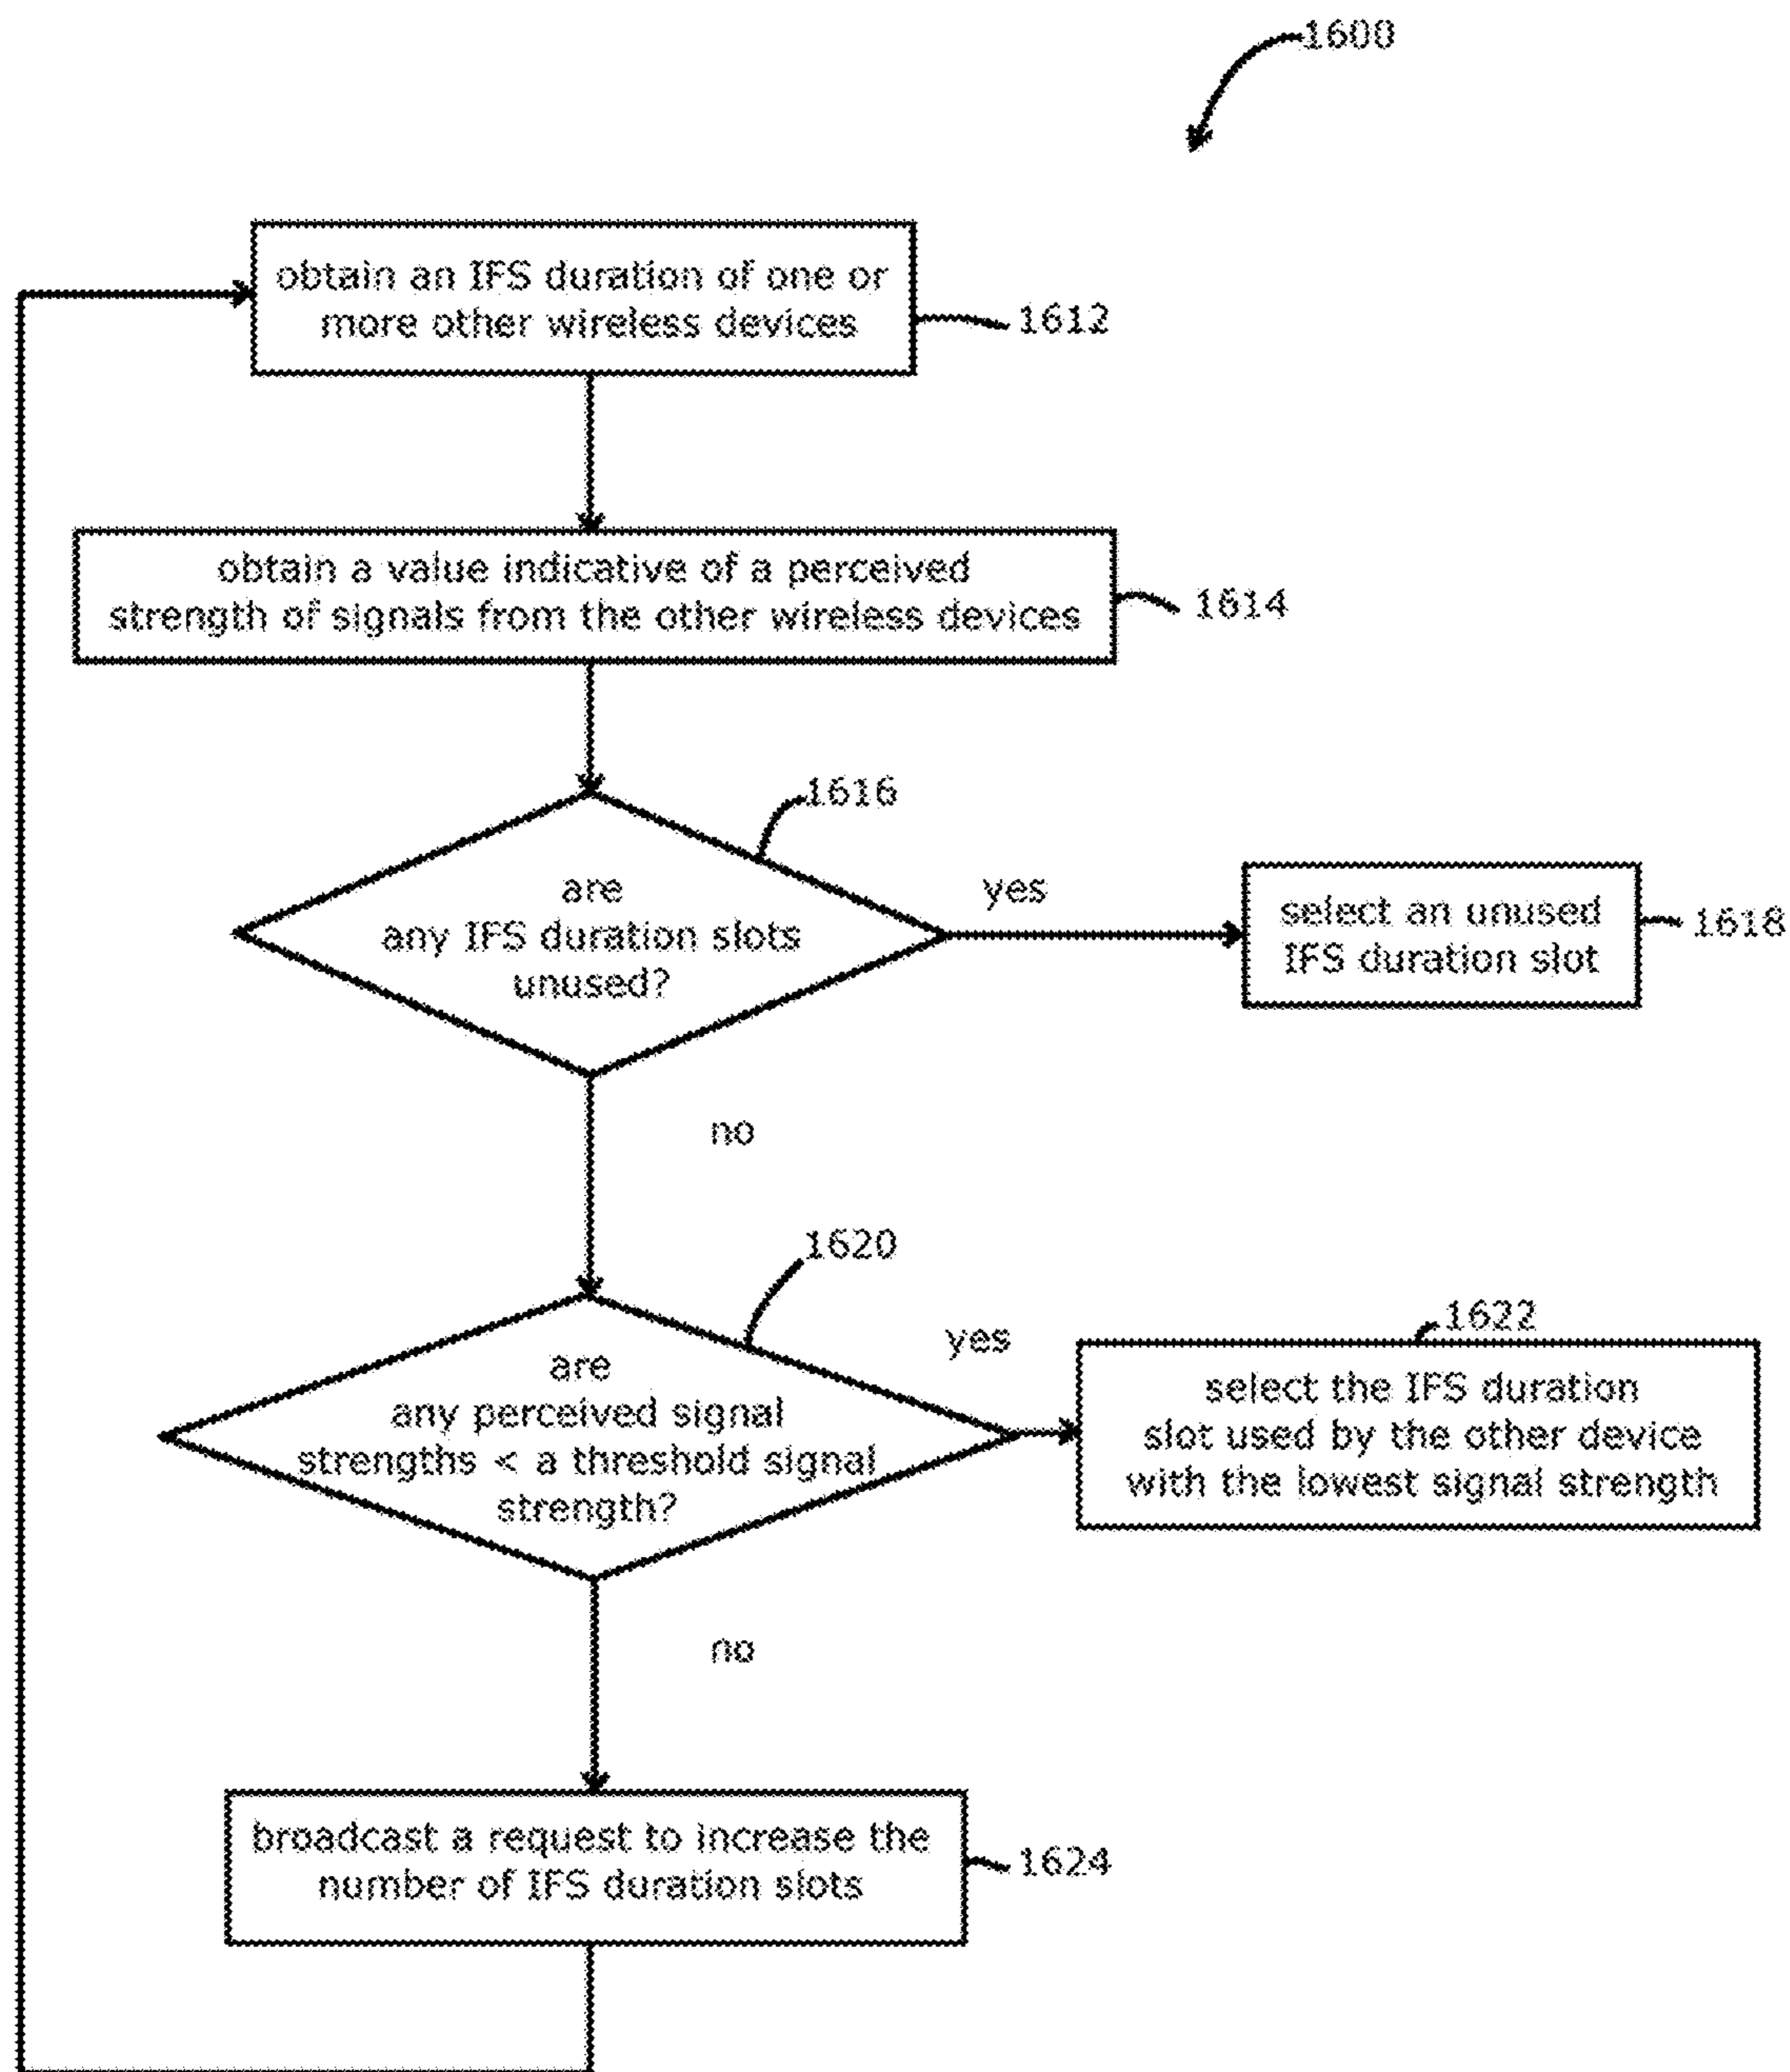 1600
obtain an IFS duration of one or
more other wireless devices
1612
obtain a value indicative of a perceived
strength of signals from the other wireless devices
1614
1616
are
any IFS duration slots
unused?
yes
select an unused
IFS duration slot
1618
no
1620
are
any perceived signal
strengths < a threshold signal
strength?
yes
1622
select the IFS duration
slot used by the other device
with the lowest signal strength
no
broadcast a request to increase the
number of IFS duration slots
1624